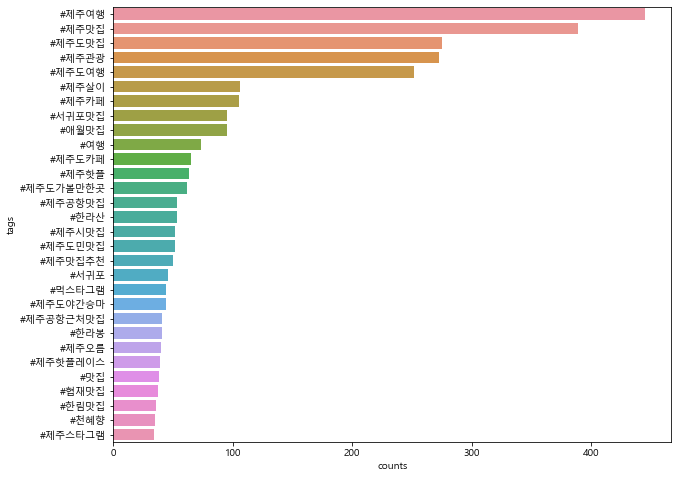 #제주여행
#제주맛집
#제주도맛집
#제주관광
#제주도여행
#제주살이
#제주카페
#서귀포맛집
#애월맛집
#여행
#제주도카페
#제주핫플
#제주도가볼만한곳
#제주공항맛집
#한라산
#제주시맛집
#제주도민맛집
#제주맛집추천
#서귀포
#먹스타그램
#제주도야간승마
#제주공항근처맛집
#한라봉
#제주오름
#제주핫플레이스
#맛집
#협재맛집
#한림맛집
#천혜향
#제주스타그램
tags
0 100 200 300 400
counts